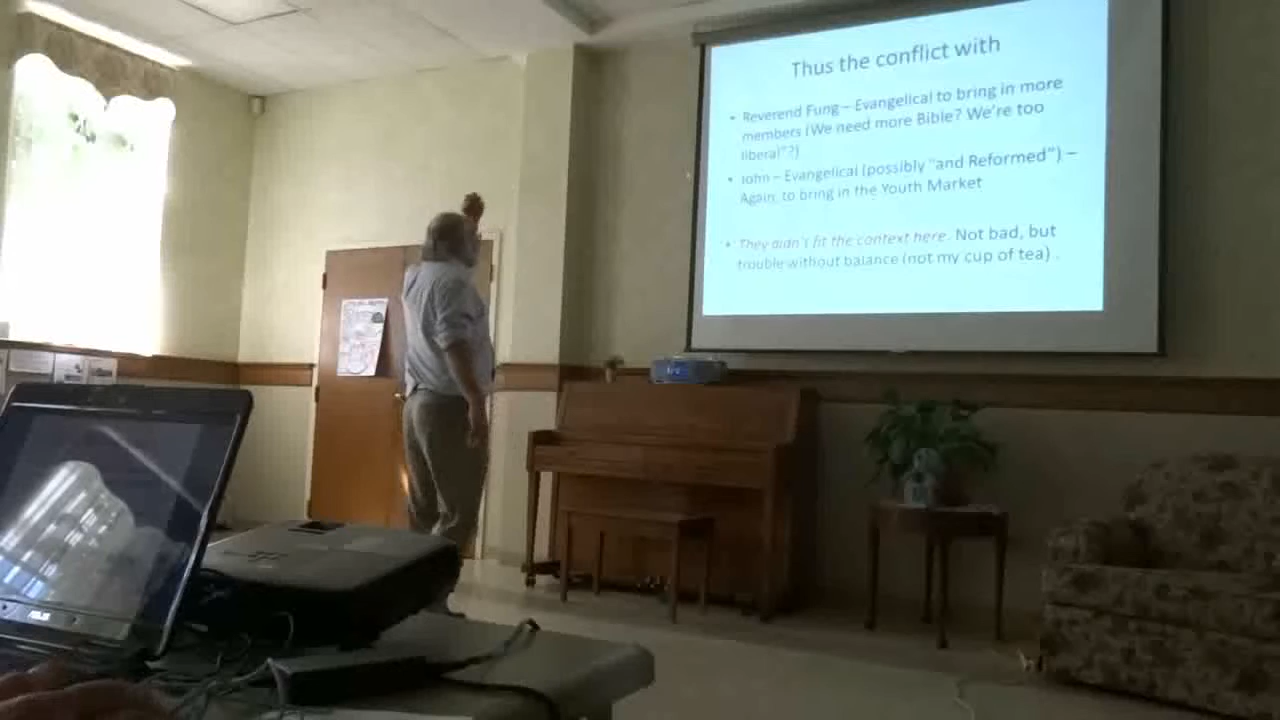 Thus the conflict with
• Reverend Fung – Evangelical to bring in more
members (We need more Bible? We're too
liberal"?)
• John – Evangelical (possibly "and Reformed") –
Again, to bring in the Youth Market
• They didn't fit the context here. Not bad, but
trouble without balance (not my cup of tea) .
ASUS